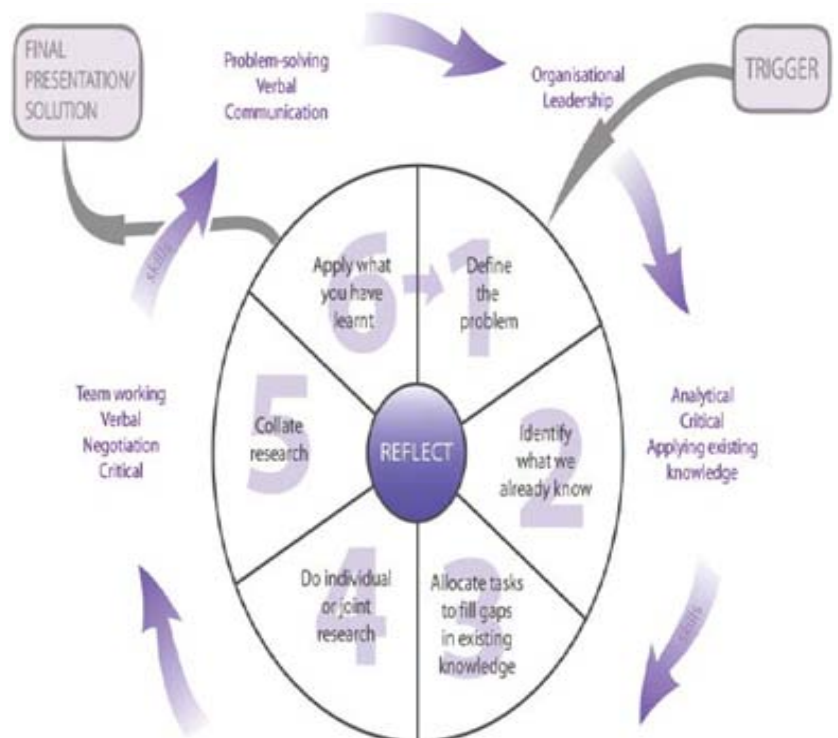 FINAL
PRESENTATION/
SOLUTION
Problem-solving
Verbal
Communication
Organisational
Leadership
TRIGGER
skills
6
Apply what
you have
learnt
1
Define
the
problem
Team working
Verbal
Negotiation
Critical
5
Collate
research
REFLECT
2
Identify
what we
already know
Analytical
Critical
Applying existing
knowledge
4
Do individual
or joint
research
3
Allocate tasks
to fill gaps
in existing
knowledge
skills